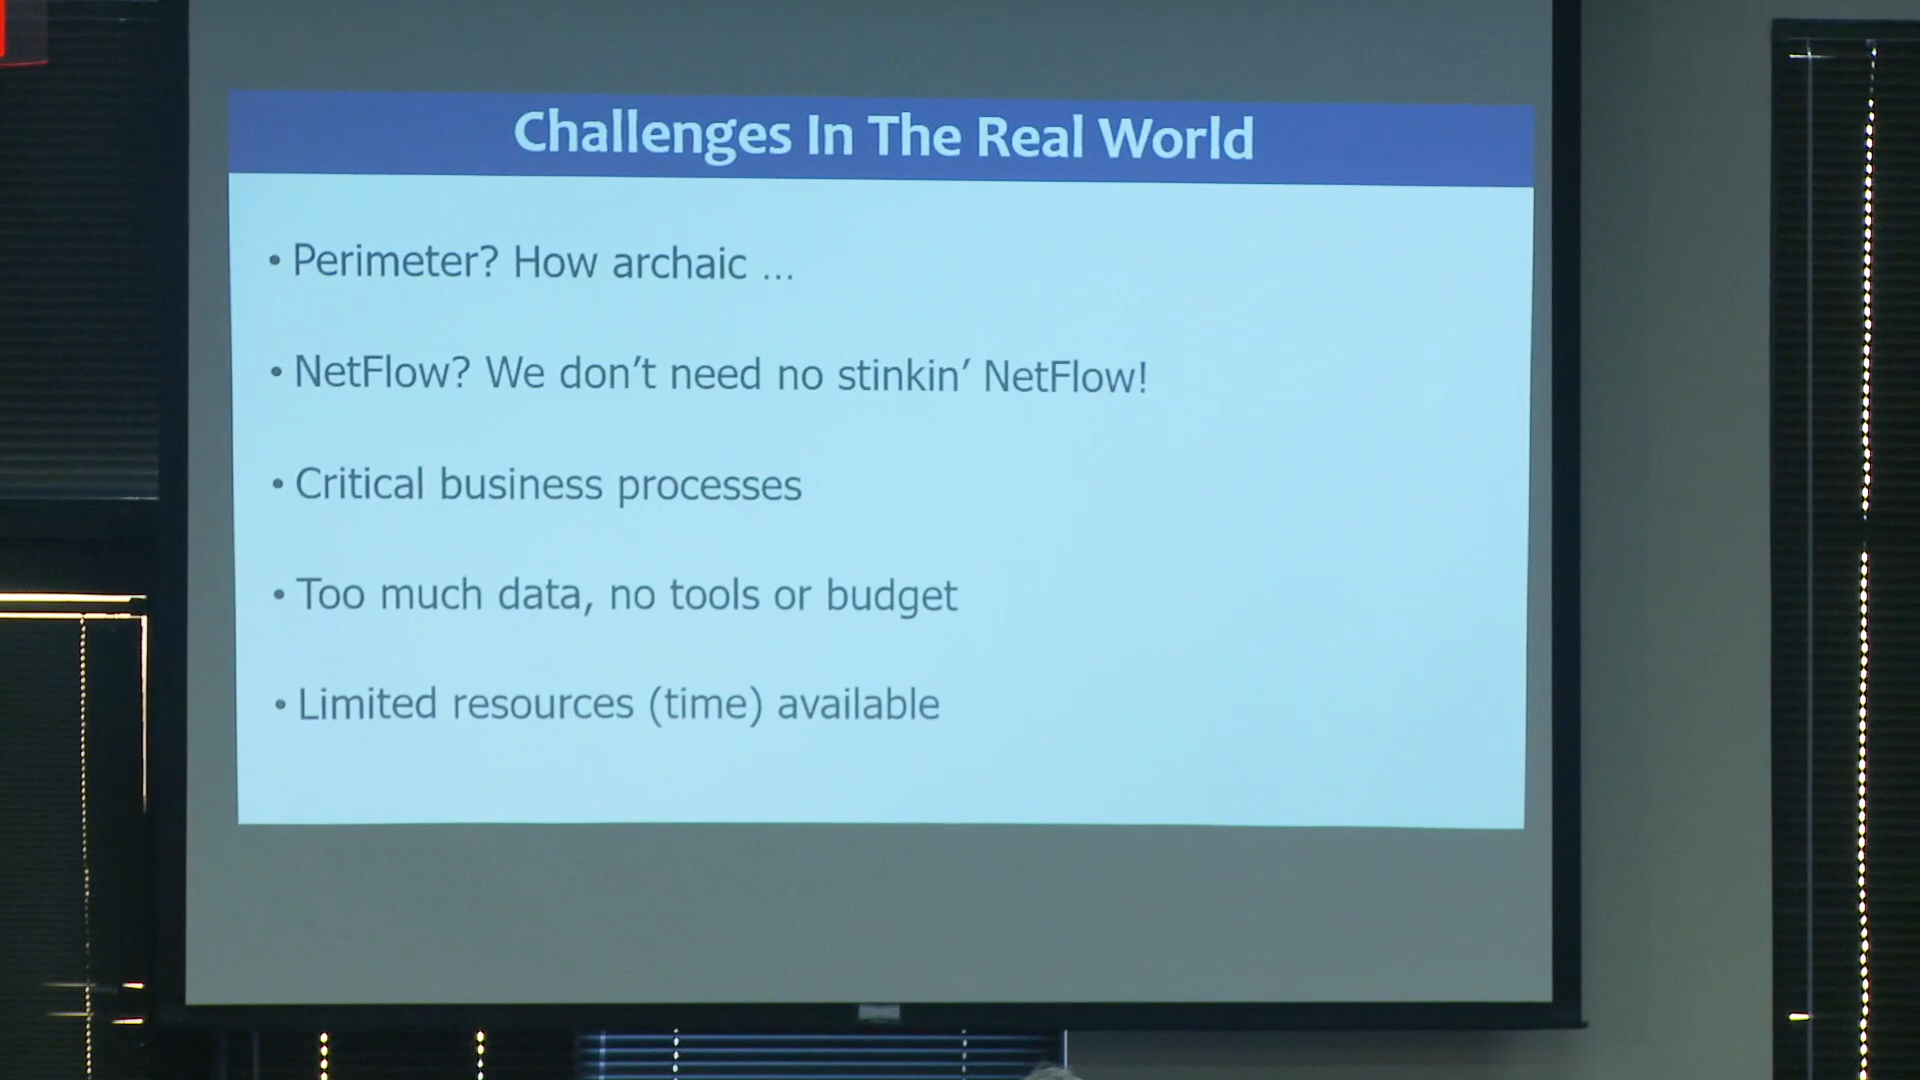 Challenges In The Real World
• Perimeter? How archaic ...
• NetFlow? We don’t need no stinkin’ NetFlow!
• Critical business processes
• Too much data, no tools or budget
• Limited resources (time) available